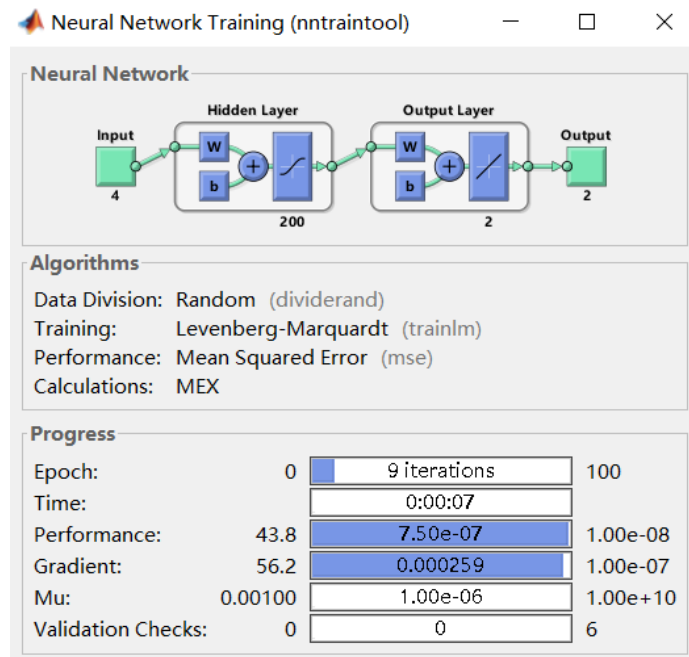 Neural Network Training (nntraintool)
Neural Network
Hidden Layer Output Layer
Input Output
W W
+ +
b b
4 2
200 2
Algorithms
Data Division: Random (dividerand)
Training: Levenberg-Marquardt (trainlm)
Performance: Mean Squared Error (mse)
Calculations: MEX
Progress
Epoch: 0 9 iterations 100
Time: 0:00:07
Performance: 43.8 7.50e-07 1.00e-08
Gradient: 56.2 0.000259 1.00e-07
Mu: 0.00100 1.00e-06 1.00e+10
Validation Checks: 0 0 6